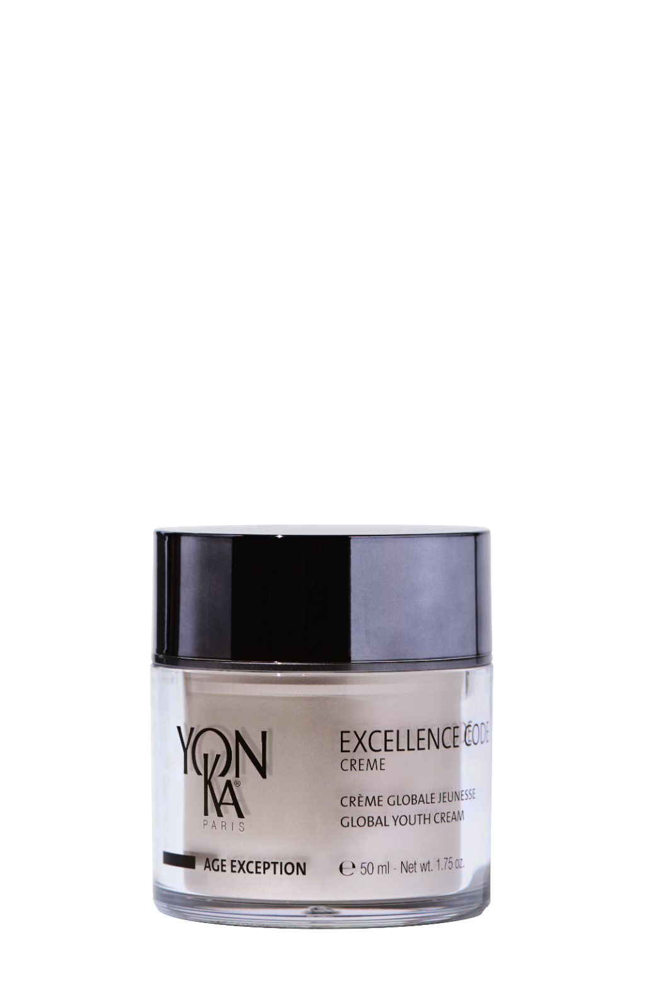 YON
KA®
PARIS
AGE EXCEPTION
EXCELLENCE CODE
CREME
CRÈME GLOBALE JEUNESSE
GLOBAL YOUTH CREAM
℮ 50 ml - Net wt. 1.75 oz.